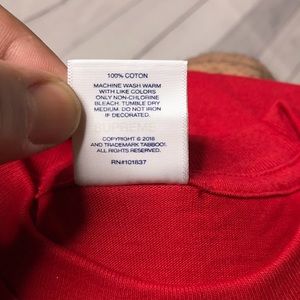 100% COTON
MACHINE WASH WARM
WITH LIKE COLORS
ONLY NON-CHLORINE
BLEACH. TUMBLE DRY
MEDIUM. DO NOT IRON
IF DECORATED.
COPYRIGHT © 2018
AND TRADEMARK TABBOO!.
ALL RIGHTS RESERVED.
RN#101837